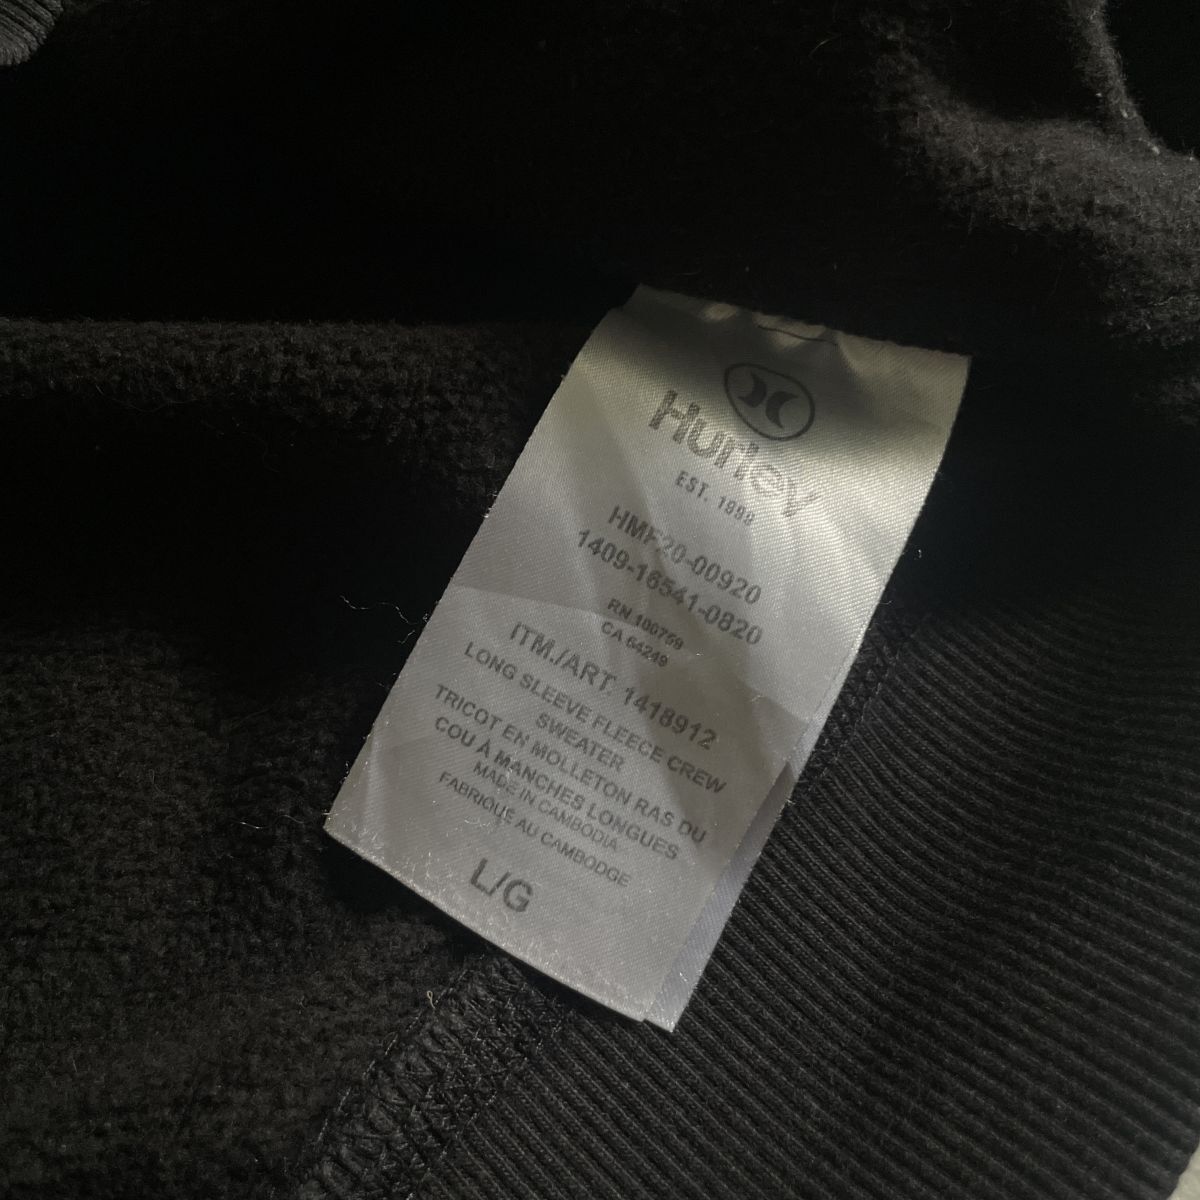 Hurley
EST. 1999
HMF20-00920
1409-16541-0820
RN 100759
CA 64249
ITM./ART. 1418912
LONG SLEEVE FLEECE CREW
SWEATER
TRICOT EN MOLLETON RAS DU
COU À MANCHES LONGUES
MADE IN CAMBODIA
FABRIQUE AU CAMBODGE
L/G